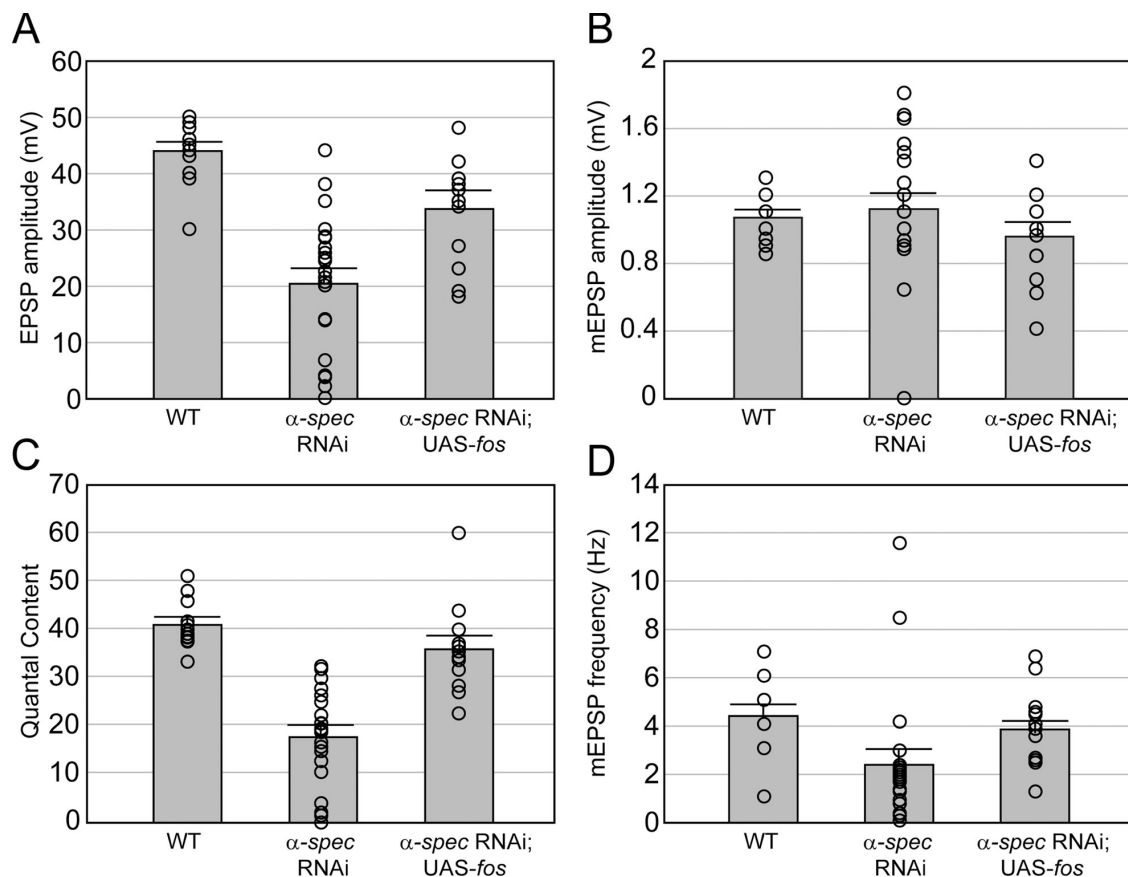 A
EPSP amplitude (mV)
60
50
40
30
20
10
0
WT
α-spec
RNAi
α-spec RNAi;
UAS-fos
B
mEPSP amplitude (mV)
2
1.6
1.2
0.8
0.4
0
WT
α-spec
RNAi
α-spec RNAi;
UAS-fos
C
Quantal Content
70
60
50
40
30
20
10
0
WT
α-spec
RNAi
α-spec RNAi;
UAS-fos
D
mEPSP frequency (Hz)
14
12
10
8
6
4
2
0
WT
α-spec
RNAi
α-spec RNAi;
UAS-fos